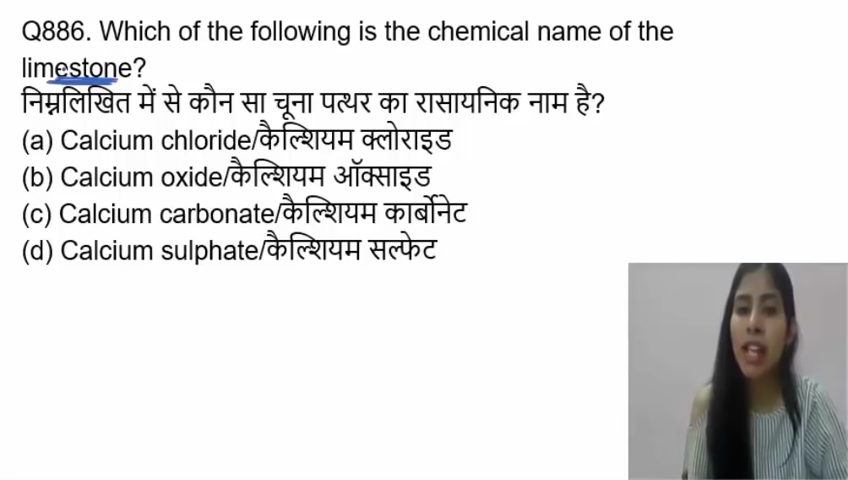 Q886. Which of the following is the chemical name of the
limestone?
निम्नलिखित में से कौन सा चूना पत्थर का रासायनिक नाम है?
(a) Calcium chloride/कैल्शियम क्लोराइड
(b) Calcium oxide/कैल्शियम ऑक्साइड
(c) Calcium carbonate/कैल्शियम कार्बोनेट
(d) Calcium sulphate/कैल्शियम सल्फेट